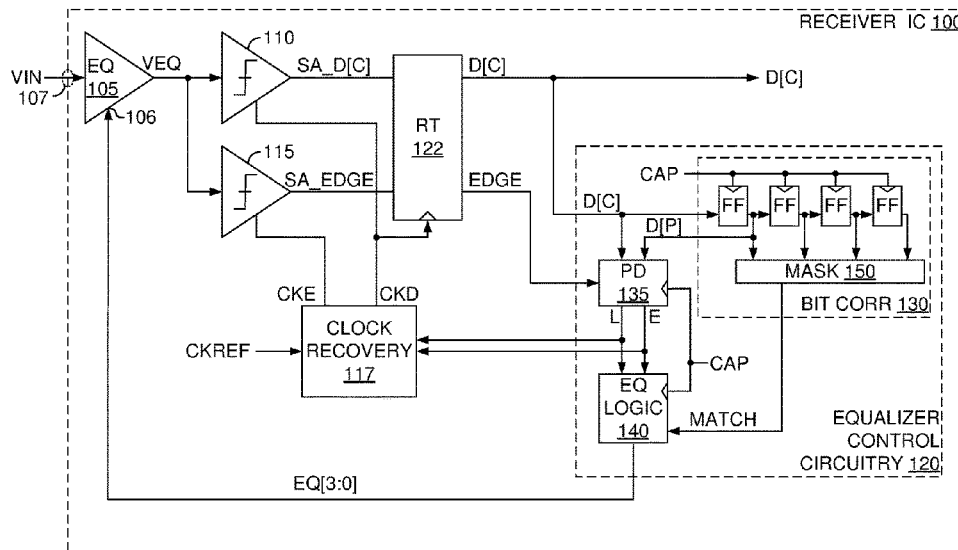 RECEIVER IC 100
110
VIN
107
EQ
105
VEQ
106
SA_D[C]
D[C]
D[C]
RT
122
115
SA_EDGE
EDGE
CAP
FF
FF
FF
FF
D[C]
D[P]
MASK 150
BIT CORR 130
PD
135
L
E
CKE
CKD
CLOCK
RECOVERY
117
CKREF
CAP
EQ
LOGIC
140
MATCH
EQUALIZER
CONTROL
CIRCUITRY 120
EQ[3:0]